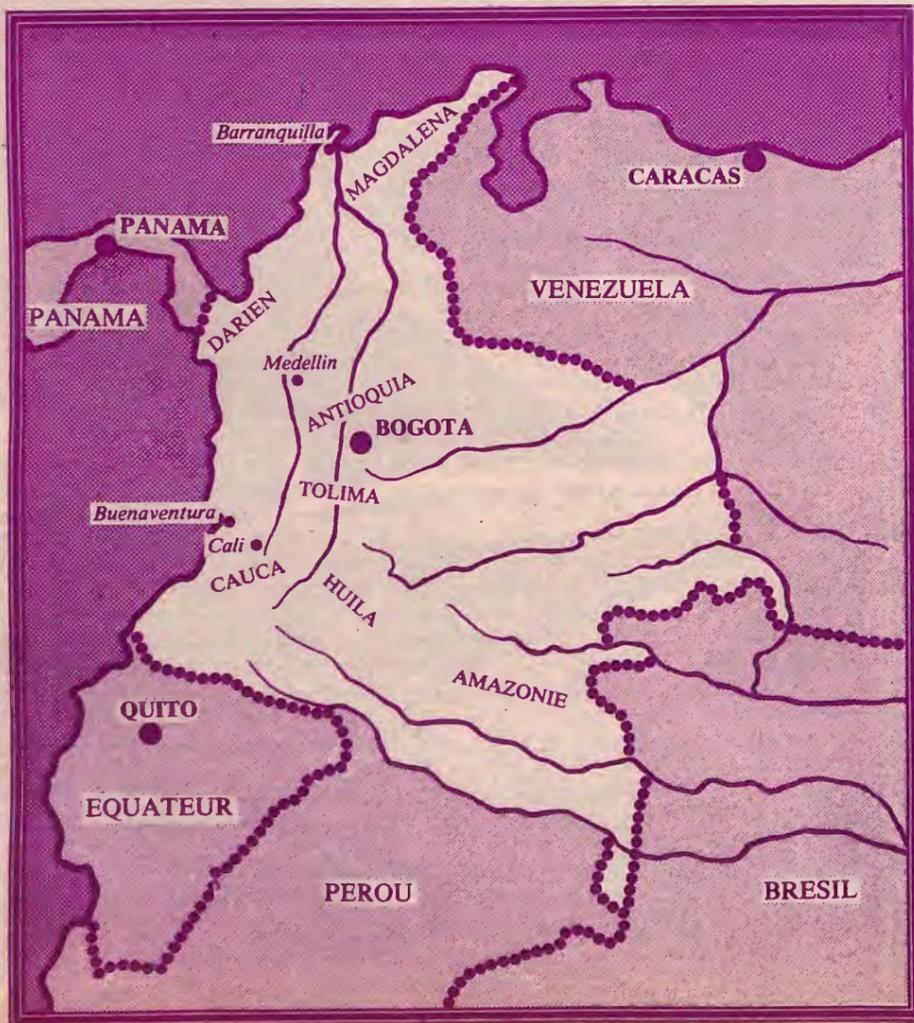 Barranquilla
MAGDALENA
CARACAS
PANAMA
VENEZUELA
PANAMA
DARIEN
Medellin
ANTIOQUIA
BOGOTA
TOLIMA
Buenaventura
Cali
CAUCA
HUILA
AMAZONIE
QUITO
EQUATEUR
PEROU
BRESIL